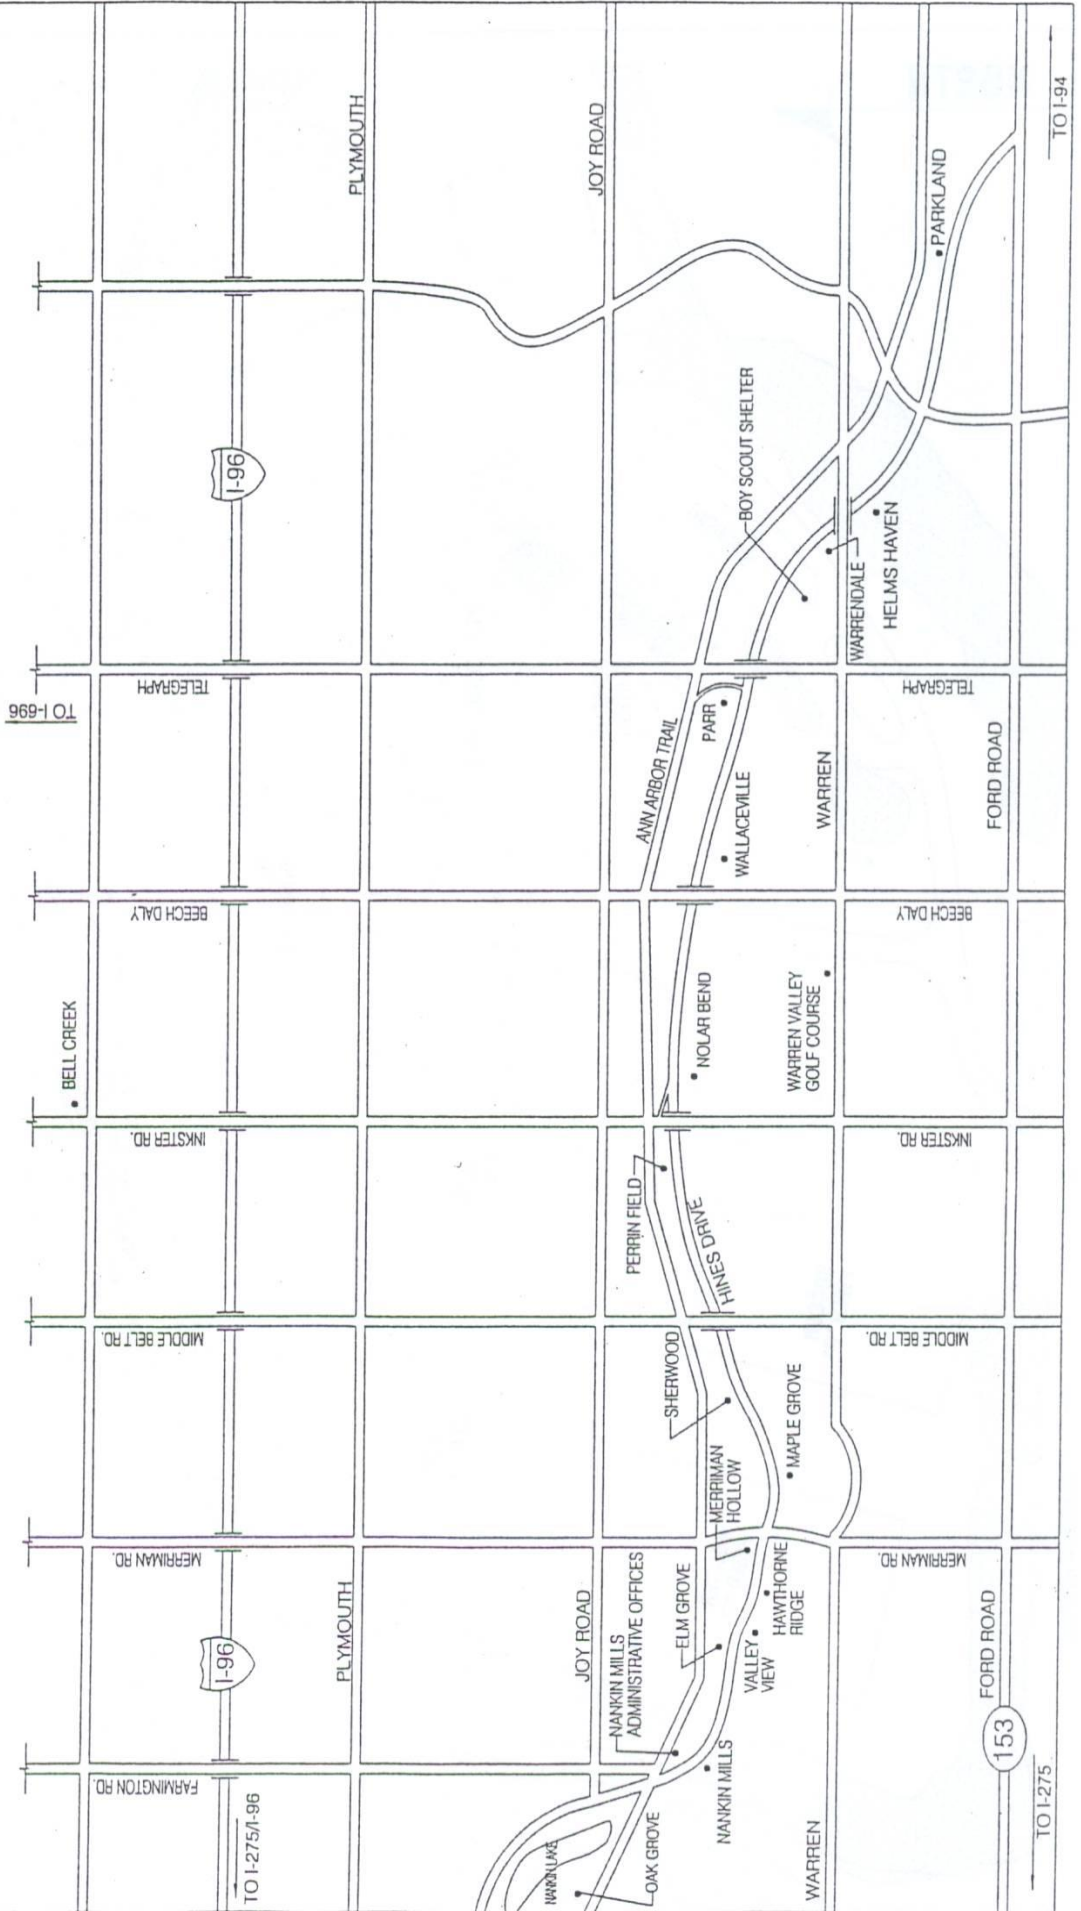 TO I-696
BELL CREEK
TO I-275/I-96
FARMINGTON RD.
MERRIMAN RD.
MIDDLE BELT RD.
INKSTER RD.
BEECH DALY
TELEGRAPH
I-96
I-96
PLYMOUTH
PLYMOUTH
JOY ROAD
JOY ROAD
NANKIN LAKE
OAK GROVE
NANKIN MILLS
ADMINISTRATIVE OFFICES
NANKIN MILLS
ELM GROVE
VALLEY
VIEW
HAWTHORNE
RIDGE
MERRIMAN
HOLLOW
SHERWOOD
MAPLE GROVE
PERRIN FIELD
HINES DRIVE
NOLAR BEND
WARREN VALLEY
GOLF COURSE
ANN ARBOR TRAIL
WALLACEVILLE
PARR
BOY SCOUT SHELTER
WARRENDALE
HELMS HAVEN
PARKLAND
WARREN
WARREN
MERRIMAN RD.
MIDDLE BELT RD.
INKSTER RD.
BEECH DALY
TELEGRAPH
153
FORD ROAD
FORD ROAD
TO I-275
TO I-94